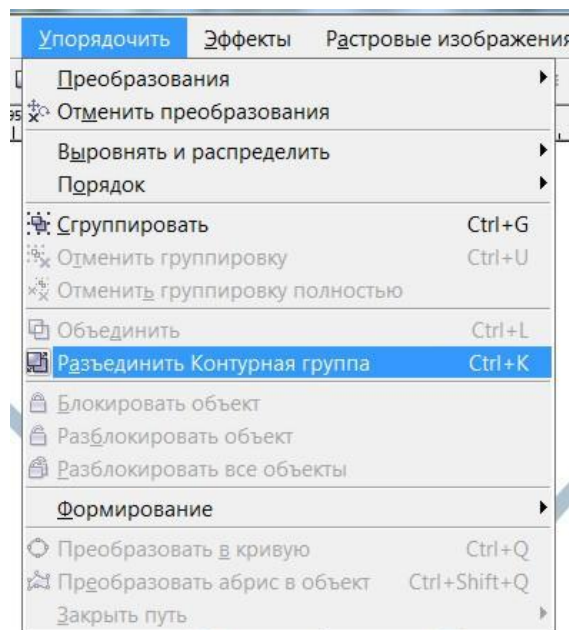 Упорядочить Эффекты Растровые изображения
Преобразования
95 Отменить преобразования
Выровнять и распределить
Порядок
Сгруппировать Ctrl+G
Отменить группировку Ctrl+U
Отменить группировку полностью
Объединить Ctrl+L
Разъединить Контурная группа Ctrl+K
Блокировать объект
Разблокировать объект
Разблокировать все объекты
Формирование
Преобразовать в кривую Ctrl+Q
Преобразовать абрис в объект Ctrl+Shift+Q
Закрыть путь